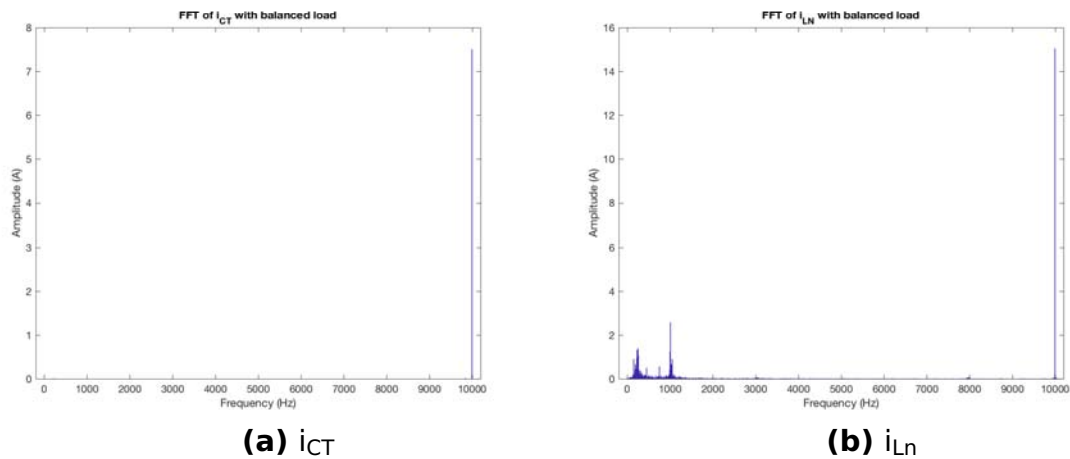 FFT of i_CT with balanced load
8
7
6
5
4
3
2
1
0
Amplitude (A)
0 1000 2000 3000 4000 5000 6000 7000 8000 9000 10000
Frequency (Hz)
(a) i_CT
FFT of i_LN with balanced load
16
14
12
10
8
6
4
2
0
Amplitude (A)
0 1000 2000 3000 4000 5000 6000 7000 8000 9000 10000
Frequency (Hz)
(b) i_Ln